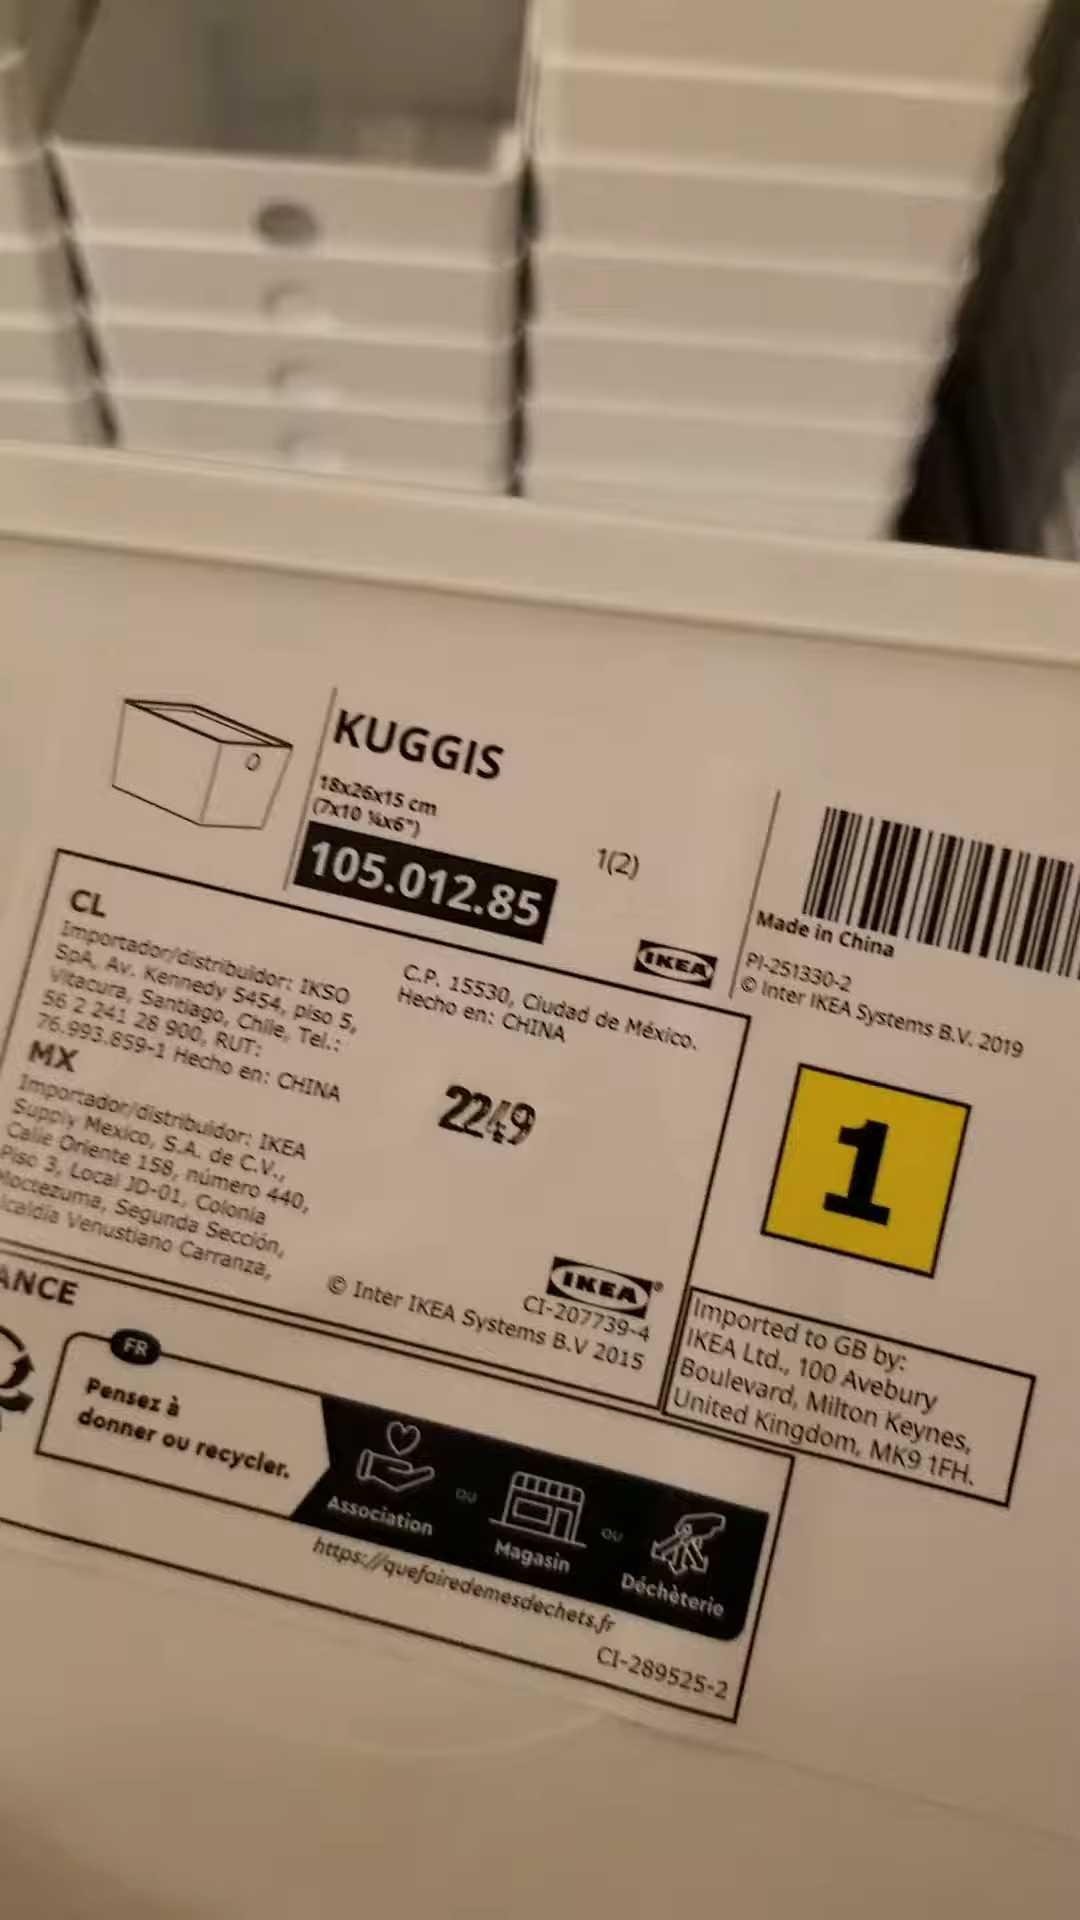 KUGGIS
18x26x15 cm
(7x10 ¼x6")
105.012.85
1(2)
IKEA
Made in China
PI-251330-2
© Inter IKEA Systems B.V. 2019
CL
Importador/distribuidor: IKSO
SpA, Av. Kennedy 5454, piso 5,
Vitacura, Santiago, Chile, Tel.:
56 2 241 28 900, RUT:
76.993.859-1 Hecho en: CHINA
MX
Importador/distribuidor: IKEA
Supply Mexico, S.A. de C.V.,
Calle Oriente 158, número 440,
Piso 3, Local JD-01, Colonia
Moctezuma, Segunda Sección,
lcaldía Venustiano Carranza,
C.P. 15530, Ciudad de México.
Hecho en: CHINA
2249
IKEA®
CI-207739-4
© Inter IKEA Systems B.V 2015
1
Imported to GB by:
IKEA Ltd., 100 Avebury
Boulevard, Milton Keynes,
United Kingdom, MK9 1FH.
ANCE
FR
Pensez à
donner ou recycler.
Association
OU
Magasin
OU
Déchèterie
https://quefairedemesdechets.fr
CI-289525-2